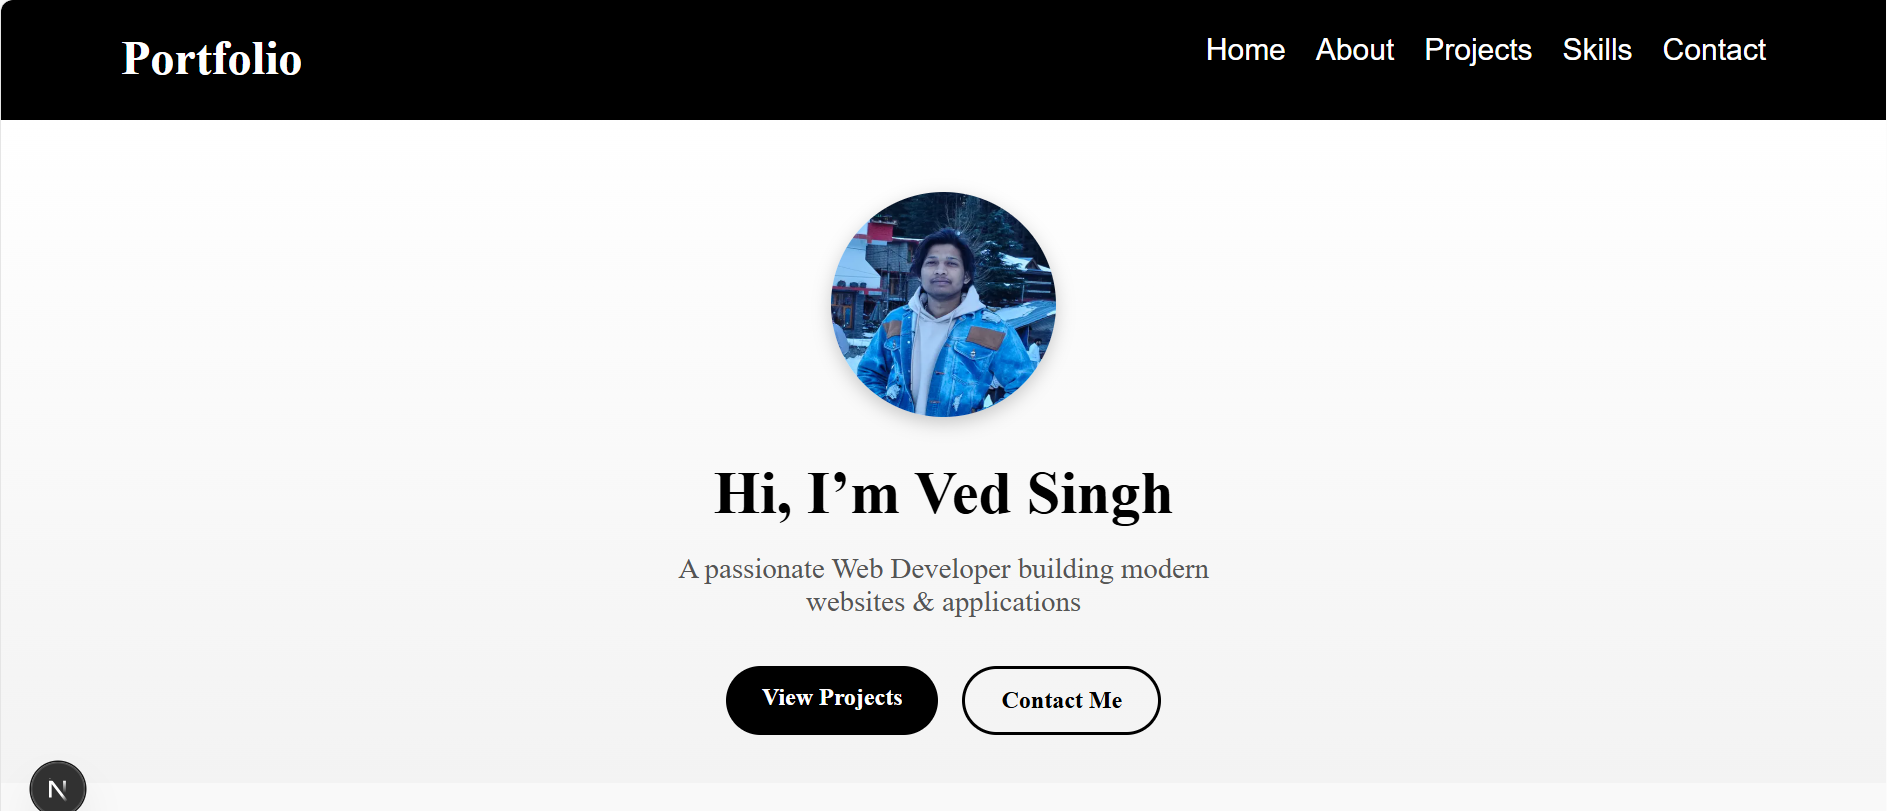 Portfolio
Home About Projects Skills Contact
Hi, I’m Ved Singh
A passionate Web Developer building modern
websites & applications
View Projects
Contact Me
N